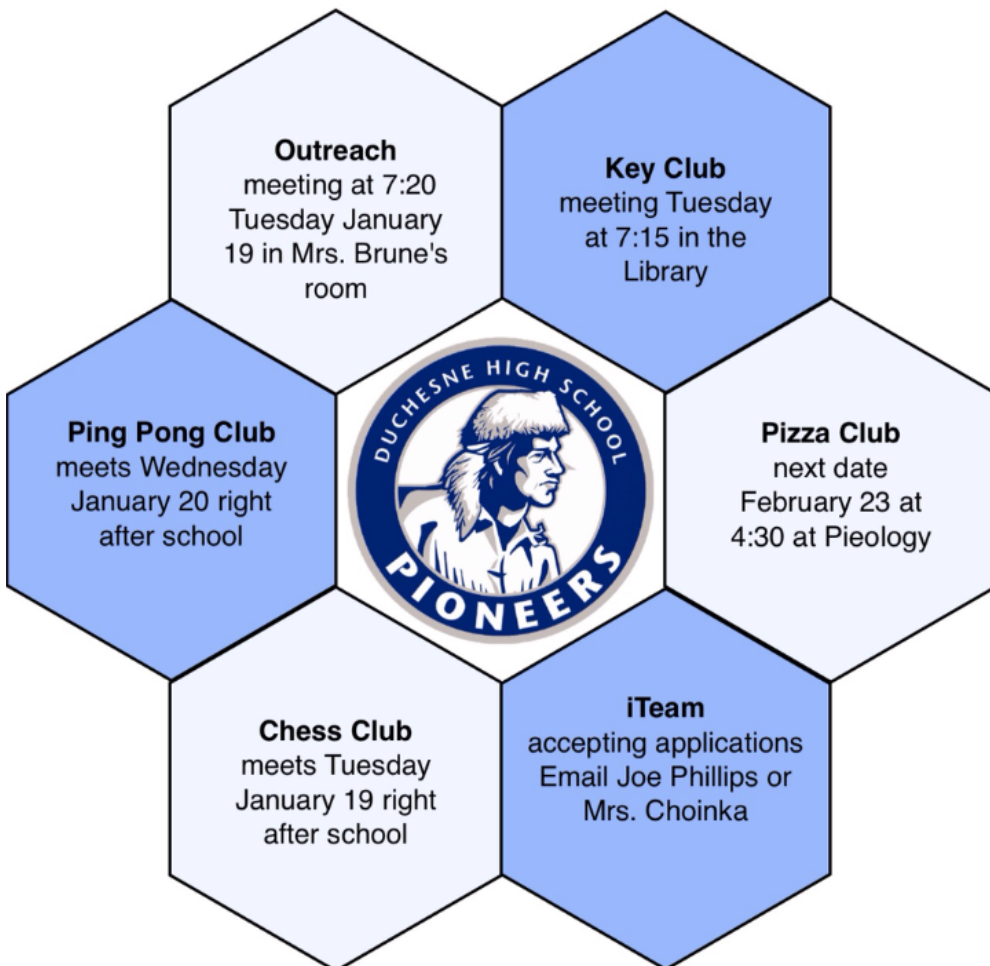 Outreach
meeting at 7:20
Tuesday January
19 in Mrs. Brune's
room
Key Club
meeting Tuesday
at 7:15 in the
Library
Ping Pong Club
meets Wednesday
January 20 right
after school
DUCHESNE HIGH SCHOOL
PIONEERS
Pizza Club
next date
February 23 at
4:30 at Pieology
Chess Club
meets Tuesday
January 19 right
after school
iTeam
accepting applications
Email Joe Phillips or
Mrs. Choinka